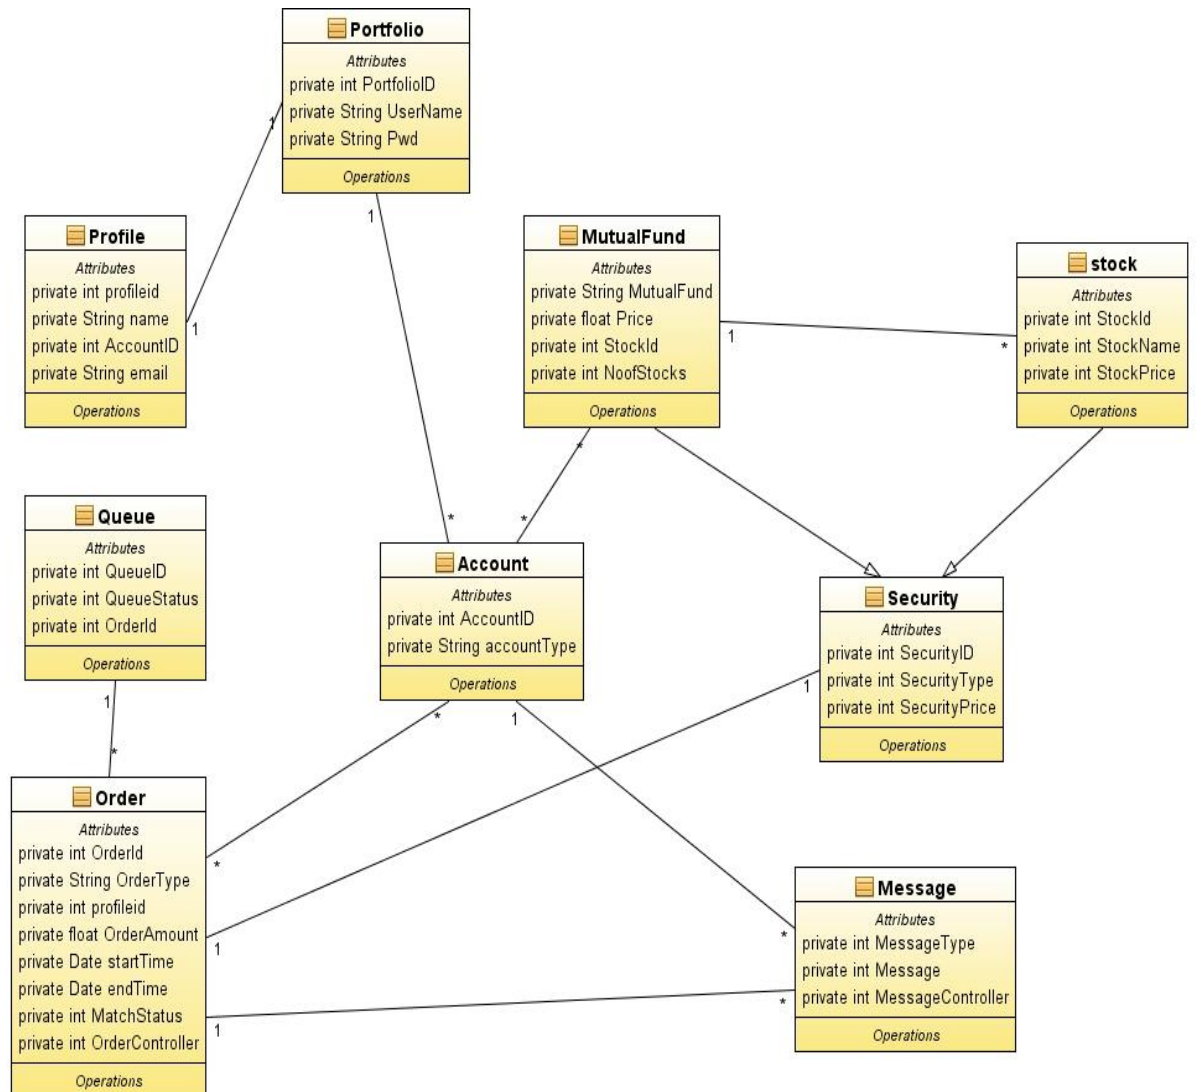 Portfolio
Attributes
private int PortfolioID
private String UserName
private String Pwd
Operations
1
1
Profile
Attributes
private int profileid
private String name
private int AccountID
private String email
Operations
1
MutualFund
Attributes
private String MutualFund
private float Price
private int StockId
private int NoofStocks
Operations
1
*
*
stock
Attributes
private int StockId
private int StockName
private int StockPrice
Operations
*
*
Queue
Attributes
private int QueueID
private int QueueStatus
private int OrderId
Operations
1
*
Account
Attributes
private int AccountID
private String accountType
Operations
*
1
Security
Attributes
private int SecurityID
private int SecurityType
private int SecurityPrice
Operations
1
Order
Attributes
private int OrderId
private String OrderType
private int profileid
private float OrderAmount
private Date startTime
private Date endTime
private int MatchStatus
private int OrderController
Operations
*
1
1
Message
Attributes
private int MessageType
private int Message
private int MessageController
Operations
*
*